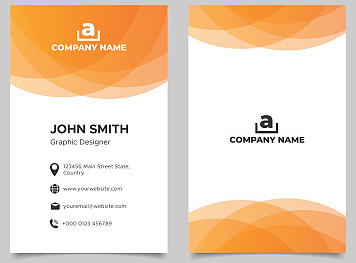 a
COMPANY NAME
JOHN SMITH
Graphic Designer
123456 Main Street State,
Country
www.yourwebsite.com
youremail@website.com
+000 0123 456789
a
COMPANY NAME